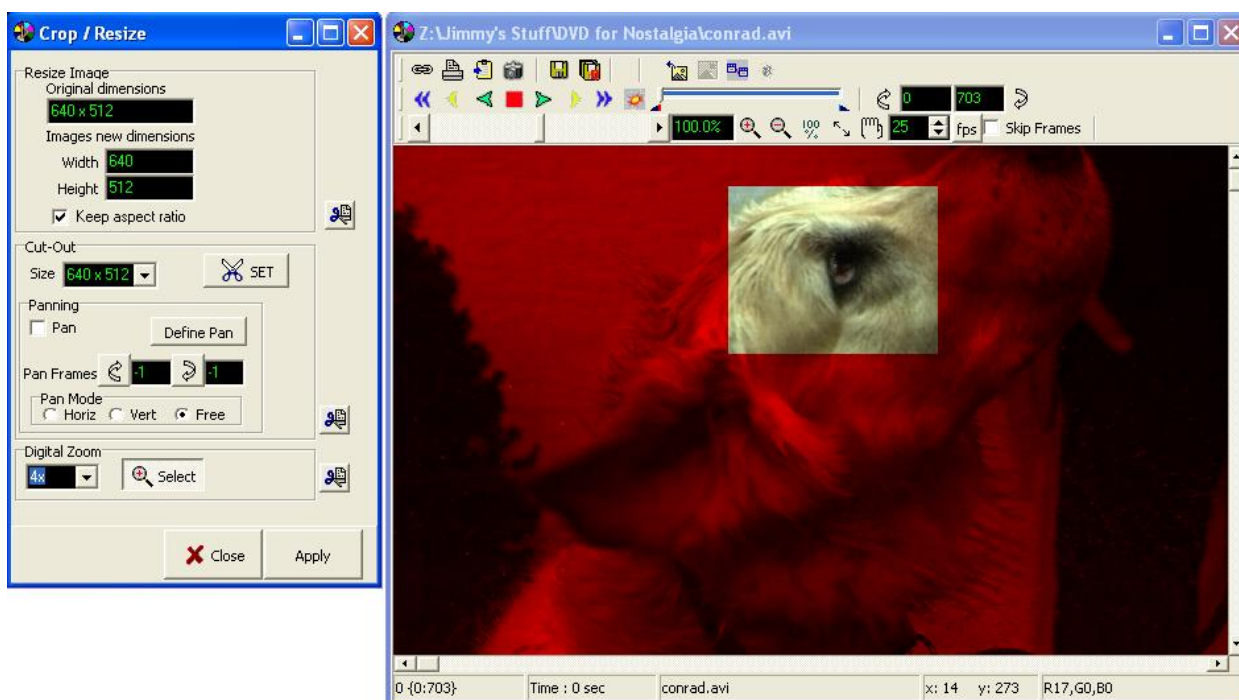 Crop / Resize
Resize Image
Original dimensions
640 x 512
Images new dimensions
Width 640
Height 512
Keep aspect ratio
Cut-Out
Size 640 x 512
SET
Panning
Pan
Define Pan
Pan Frames -1 -1
Pan Mode
Horiz Vert Free
Digital Zoom
4x Select
Close Apply
Z:\Jimmy's Stuff\DVD for Nostalgia\conrad.avi
0 703
100.0% 100% 25 fps Skip Frames
0 {0:703} Time : 0 sec conrad.avi x: 14 y: 273 R17,G0,B0